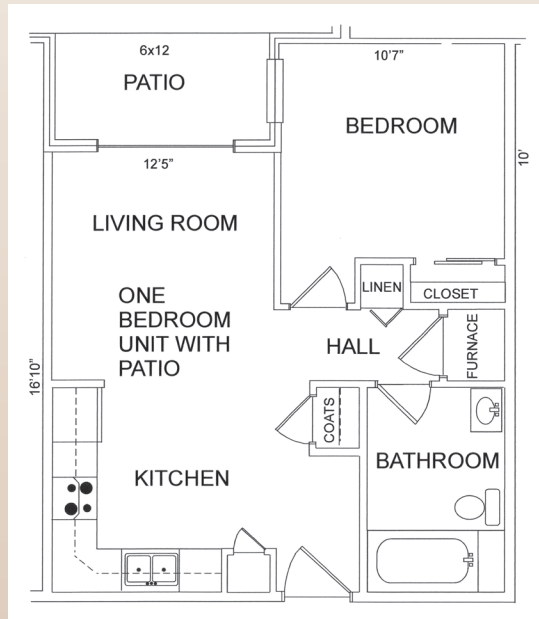 6x12
PATIO
10'7"
BEDROOM
10'
12'5"
LIVING ROOM
ONE
BEDROOM
UNIT WITH
PATIO
LINEN
CLOSET
HALL
FURNACE
16'10"
COATS
KITCHEN
BATHROOM